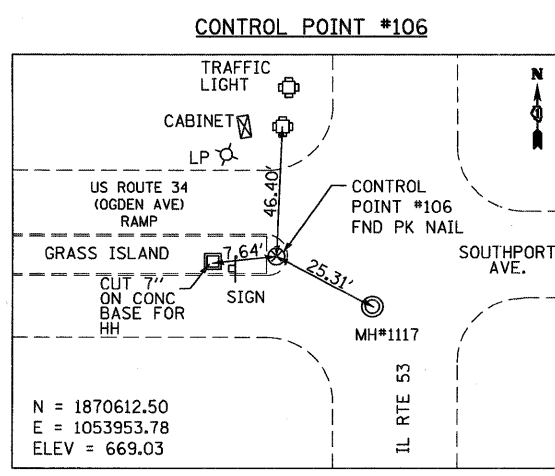 CONTROL POINT #106
TRAFFIC
LIGHT
N
CABINET
LP
46.40'
US ROUTE 34
(OGDEN AVE)
RAMP
CONTROL
POINT #106
FND PK NAIL
GRASS ISLAND
7.64'
25.31'
SOUTHPORT
AVE.
CUT 7"
ON CONC
BASE FOR
HH
SIGN
MH#1117
IL RTE 53
N = 1870612.50
E = 1053953.78
ELEV = 669.03